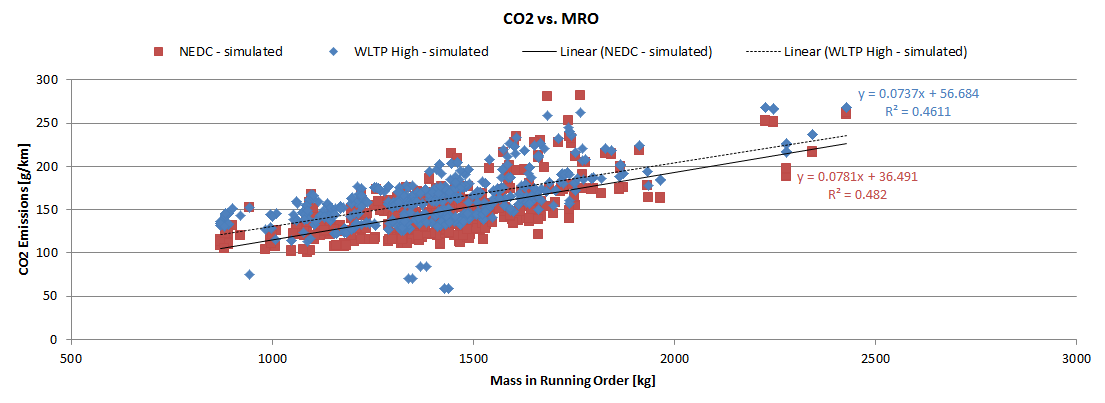 CO2 vs. MRO
NEDC - simulated
WLTP High - simulated
Linear (NEDC - simulated)
Linear (WLTP High - simulated)
300
250
200
150
100
50
0
CO2 Emissions [g/km]
y = 0.0737x + 56.684
R² = 0.4611
y = 0.0781x + 36.491
R² = 0.482
500
1000
1500
2000
2500
3000
Mass in Running Order [kg]